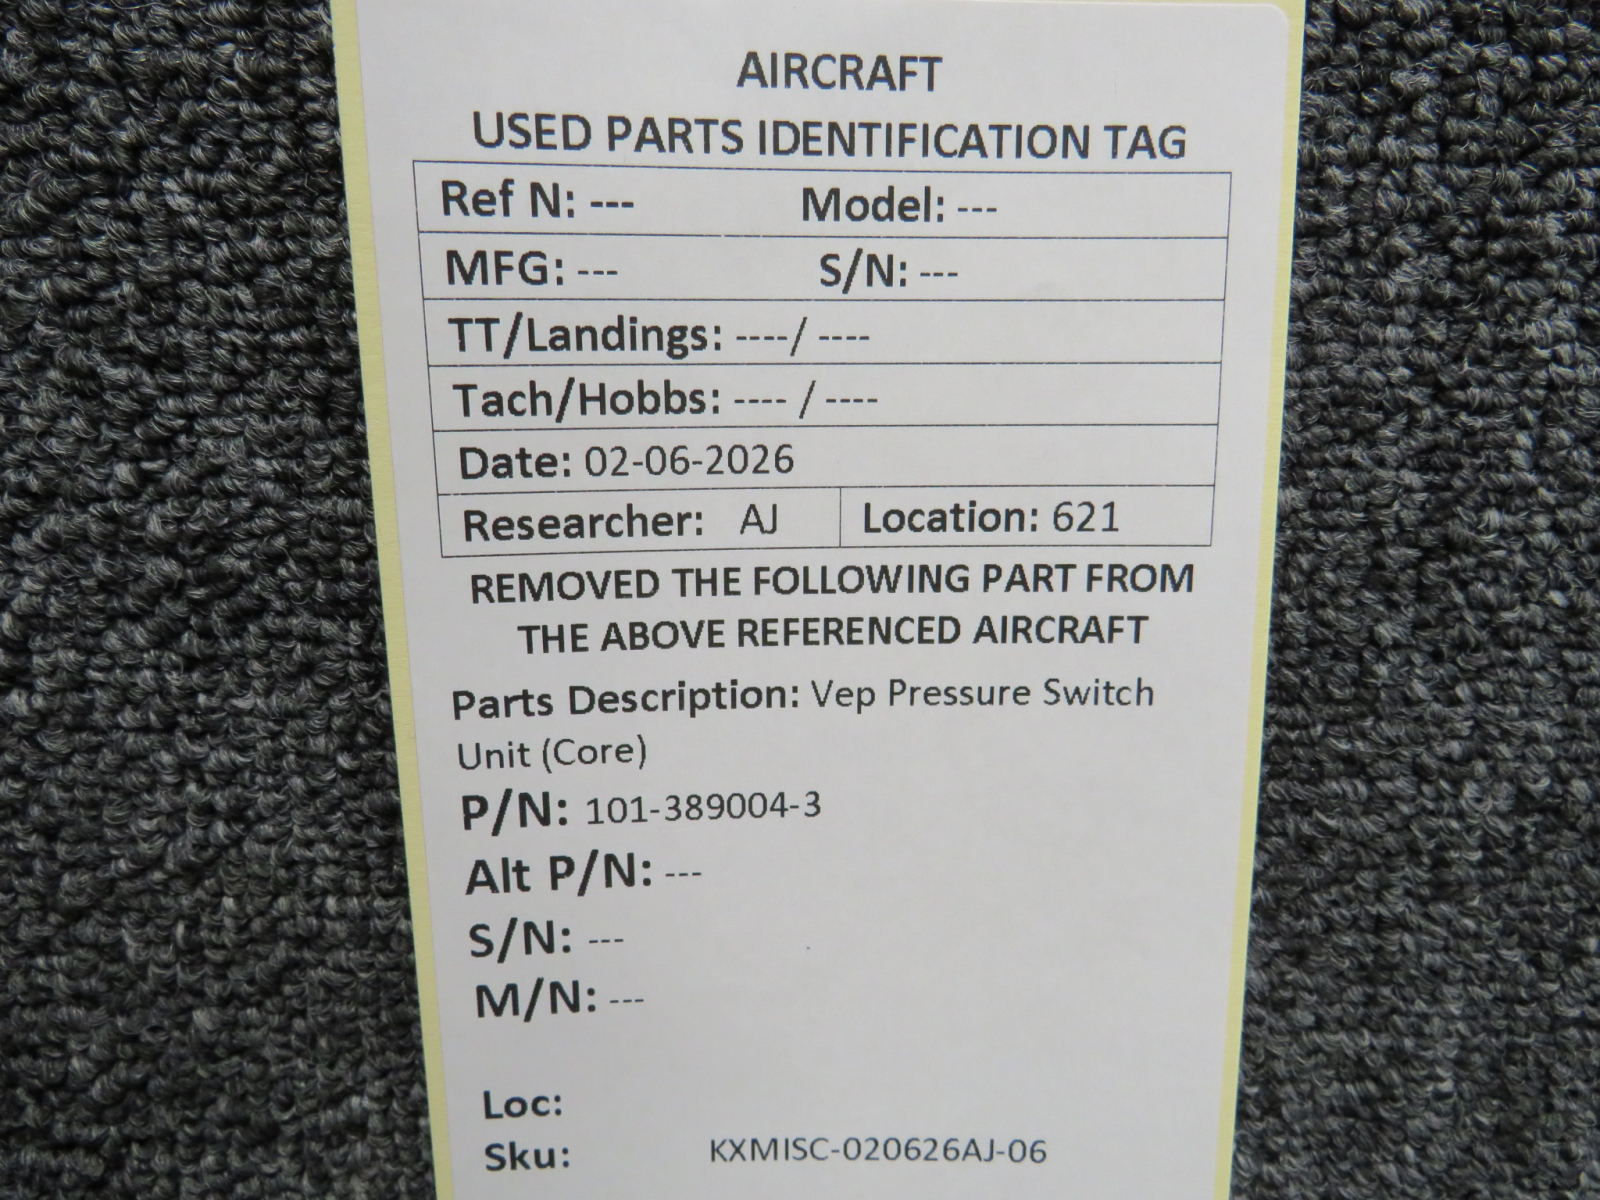 AIRCRAFT
USED PARTS IDENTIFICATION TAG
Ref N: --- Model: ---
MFG: --- S/N: ---
TT/Landings: ----/ ----
Tach/Hobbs: ---- / ----
Date: 02-06-2026
Researcher: AJ Location: 621
REMOVED THE FOLLOWING PART FROM
THE ABOVE REFERENCED AIRCRAFT
Parts Description: Vep Pressure Switch
Unit (Core)
P/N: 101-389004-3
Alt P/N: ---
S/N: ---
M/N: ---
Loc:
Sku: KXMISC-020626AJ-06